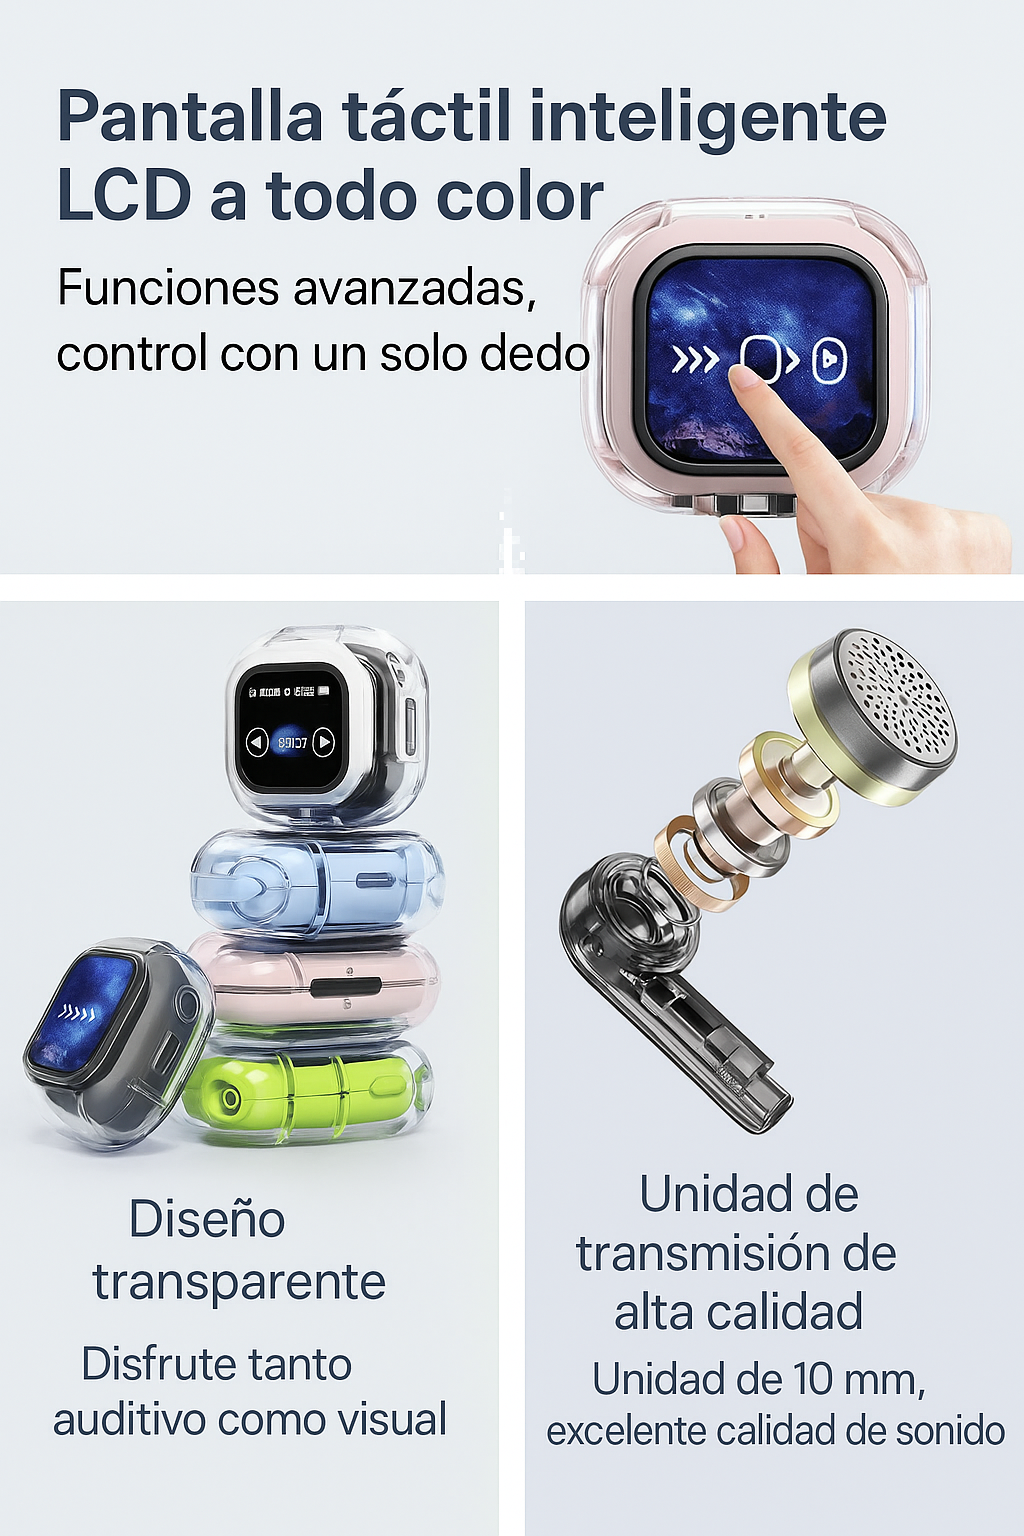 Pantalla táctil inteligente
LCD a todo color
Funciones avanzadas,
control con un solo dedo
Diseño
transparente
Disfrute tanto
auditivo como visual
Unidad de
transmisión de
alta calidad
Unidad de 10 mm,
excelente calidad de sonido